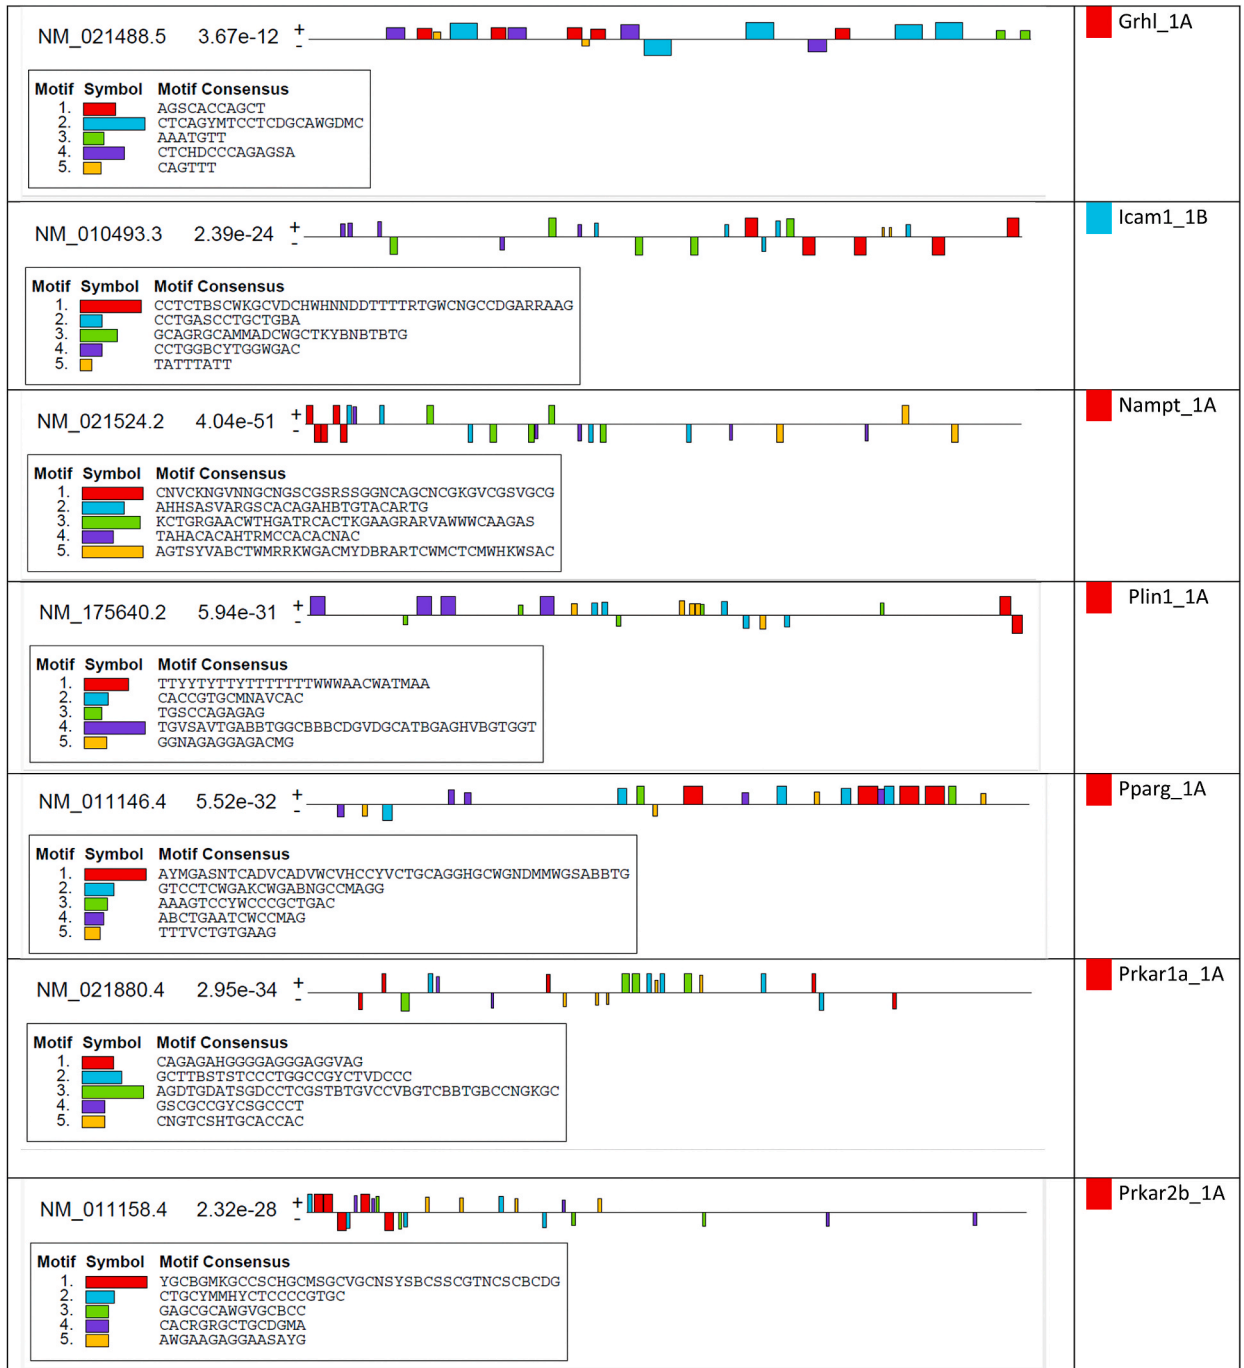 NM_021488.5 3.67e-12 + Grhl_1A
-
Motif Symbol Motif Consensus
1. AGSCACCAGCT
2. CTCAGYMTCCTCDGCAWGDMC
3. AAATGTT
4. CTCHDCCCAGAGSA
5. CAGTTT
NM_010493.3 2.39e-24 + Icam1_1B
-
Motif Symbol Motif Consensus
1. CCTCTBSCWKGCVDCHWHNNDDTTTTRTGWCNGCCDGARRAAG
2. CCTGASCCTGCTGBA
3. GCAGRGCAMMADCWGCTKYBNBTBTG
4. CCTGGBCYTGGWGAC
5. TATTTATT
NM_021524.2 4.04e-51 + Nampt_1A
-
Motif Symbol Motif Consensus
1. CNVCKNGVNNGCNGSCGSRSSGGNCAGCNCGKGVCGSVGCG
2. AHHSASVARGSCACAGAHBTGTACARTG
3. KCTGRGAACWTHGATRCACTKGAAGRARVAWWWCAAGAS
4. TAHACACAHTRMCCACACNAC
5. AGTSYVABCTWMRRKWGACMYDBRARTCWMCTCMWHKWSAC
NM_175640.2 5.94e-31 + Plin1_1A
-
Motif Symbol Motif Consensus
1. TTYYTYTTYTTTTTTTWWWAACWATMAA
2. CACCGTGCMNAVCAC
3. TGSCCAGAGAG
4. TGVSAVTGABBTGGCBBBCDGVDGCATBGAGHVBGTGGT
5. GGNAGAGGAGACMG
NM_011146.4 5.52e-32 + Pparg_1A
-
Motif Symbol Motif Consensus
1. AYMGASNTCADVCADVWCVHCCYVCTGCAGGHGCWGNDMMWGSABBTG
2. GTCCTCWGAKCWGABNGCCMAGG
3. AAAGTCCYWCCCGCTGAC
4. ABCTGAATCWCCMAG
5. TTTVCTGTGAAG
NM_021880.4 2.95e-34 + Prkar1a_1A
-
Motif Symbol Motif Consensus
1. CAGAGAHGGGGAGGGAGGVAG
2. GCTTBSTSTCCCTGGCCGYCTVDCCC
3. AGDTGDATSGDCCTCGSTBTGVCCVBGTCBBTGBCCNGKGC
4. GSCGCCGYCSGCCCT
5. CNGTCSHTGCACCAC
NM_011158.4 2.32e-28 + Prkar2b_1A
-
Motif Symbol Motif Consensus
1. YGCBGMKGCCSCHGCMSGCVGCNSYSBCSSCGTNCSCBCDG
2. CTGCYMMHYCTCCCCGTGC
3. GAGCGCAWGVGCBCC
4. CACRGRGCTGCDGMA
5. AWGAAGAGGAASAYG